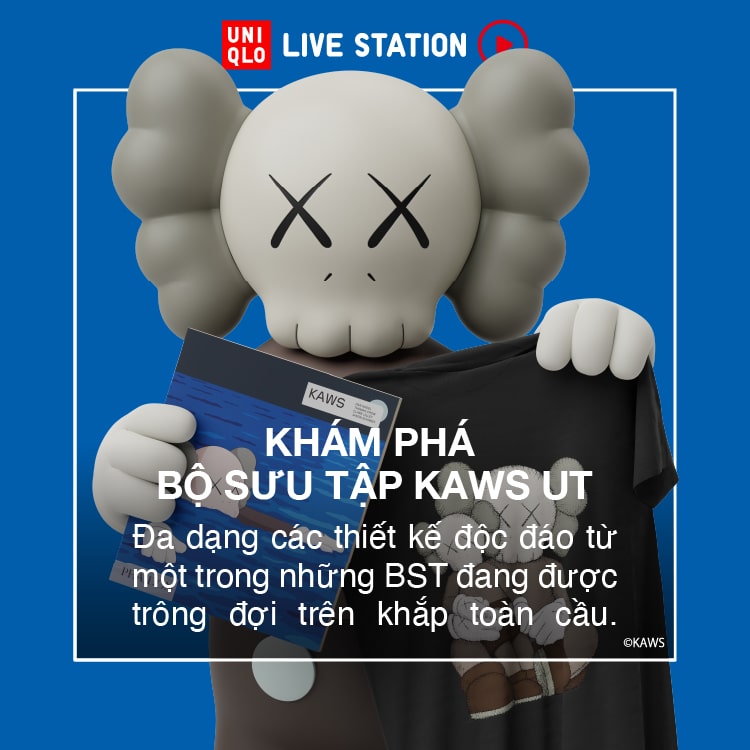 UNI
QLO
LIVE STATION
KAWS
KHÁM PHÁ
BỘ SƯU TẬP KAWS UT
Đa dạng các thiết kế độc đáo từ
một trong những BST đang được
trông đợi trên khắp toàn cầu.
©KAWS